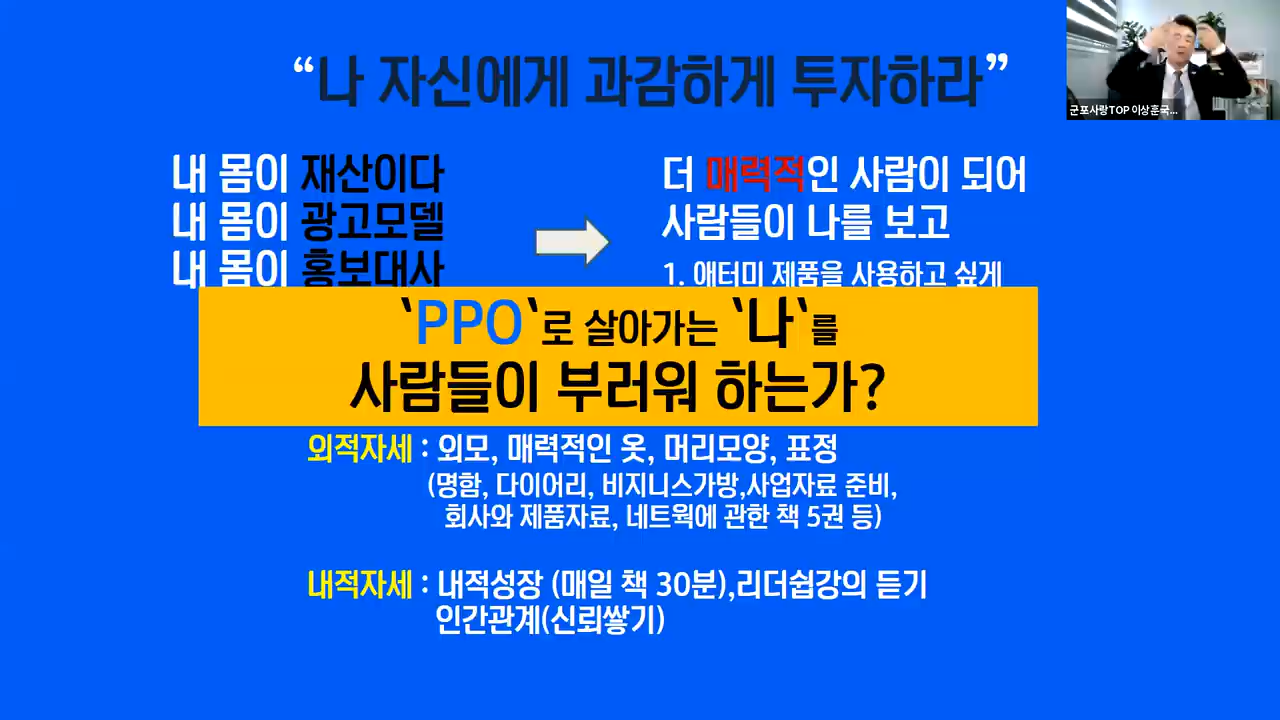 “나 자신에게 과감하게 투자하라”
군포사랑TOP 이상훈국...
내 몸이 재산이다
내 몸이 광고모델
내 몸이 홍보대사
더 매력적인 사람이 되어
사람들이 나를 보고
1. 애터미 제품을 사용하고 싶게
‵PPO‵로 살아가는 ‵나‵를
사람들이 부러워 하는가?
외적자세 : 외모, 매력적인 옷, 머리모양, 표정
(명함, 다이어리, 비지니스가방,사업자료 준비,
회사와 제품자료, 네트웍에 관한 책 5권 등)
내적자세 : 내적성장 (매일 책 30분),리더쉽강의 듣기
인간관계(신뢰쌓기)